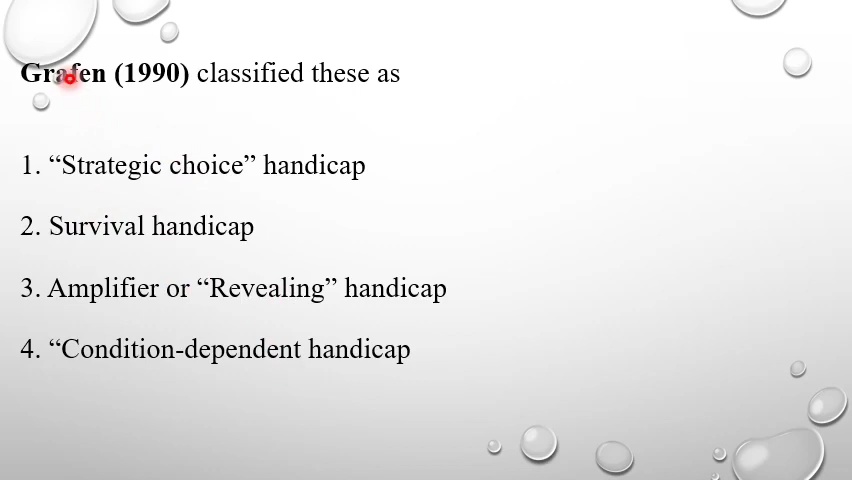 Grafen (1990) classified these as
1. “Strategic choice” handicap
2. Survival handicap
3. Amplifier or “Revealing” handicap
4. “Condition-dependent handicap